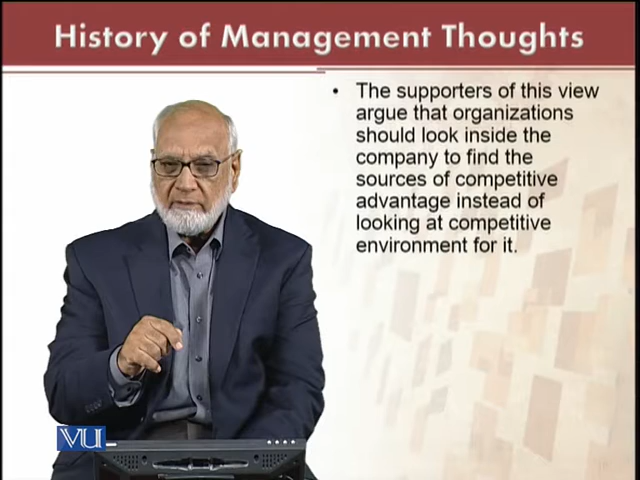 History of Management Thoughts
• The supporters of this view
argue that organizations
should look inside the
company to find the
sources of competitive
advantage instead of
looking at competitive
environment for it.
VU